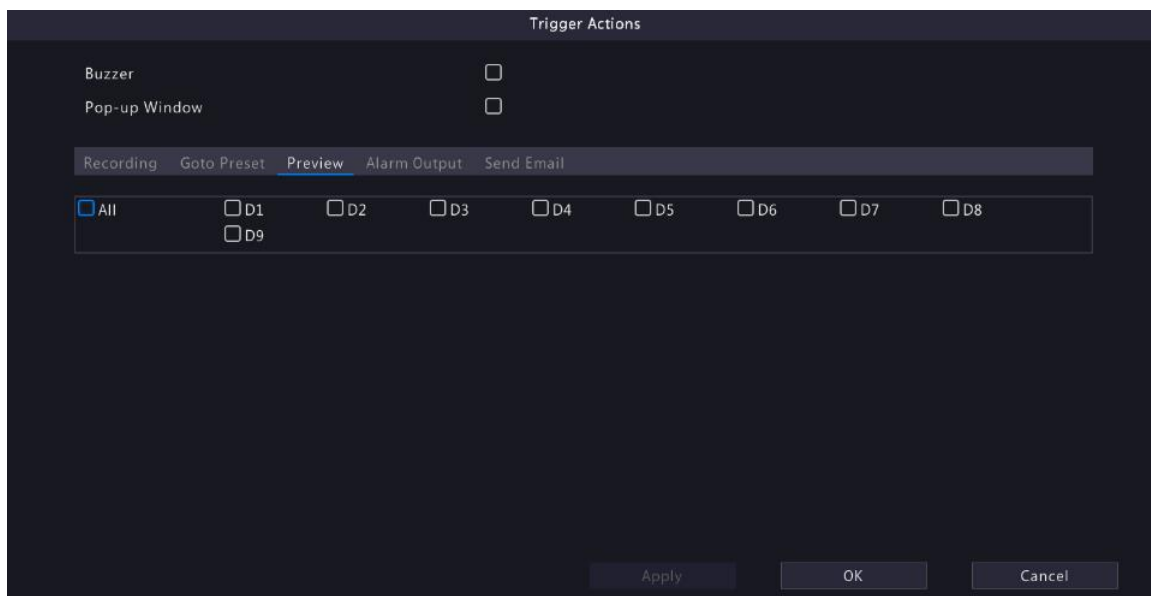 Trigger Actions
Buzzer
Pop-up Window
Recording Goto Preset Preview Alarm Output Send Email
All D1 D2 D3 D4 D5 D6 D7 D8
D9
Apply OK Cancel